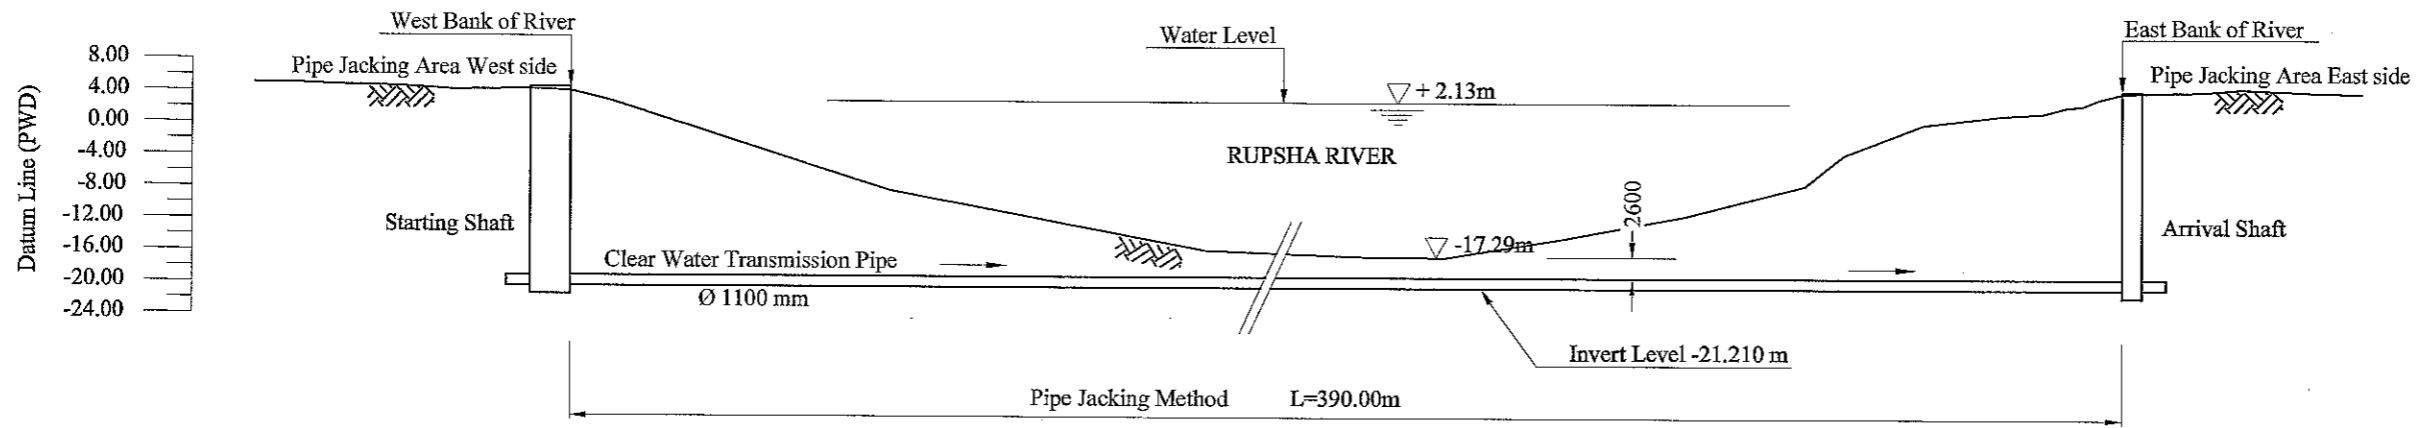 West Bank of River
East Bank of River
Water Level
8.00
4.00
0.00
-4.00
-8.00
-12.00
-16.00
-20.00
-24.00
Datum Line (PWD)
Pipe Jacking Area West side
Pipe Jacking Area East side
+ 2.13m
RUPSHA RIVER
2600
Starting Shaft
Arrival Shaft
-17.29m
Clear Water Transmission Pipe
Ø 1100 mm
Invert Level -21.210 m
Pipe Jacking Method L=390.00m